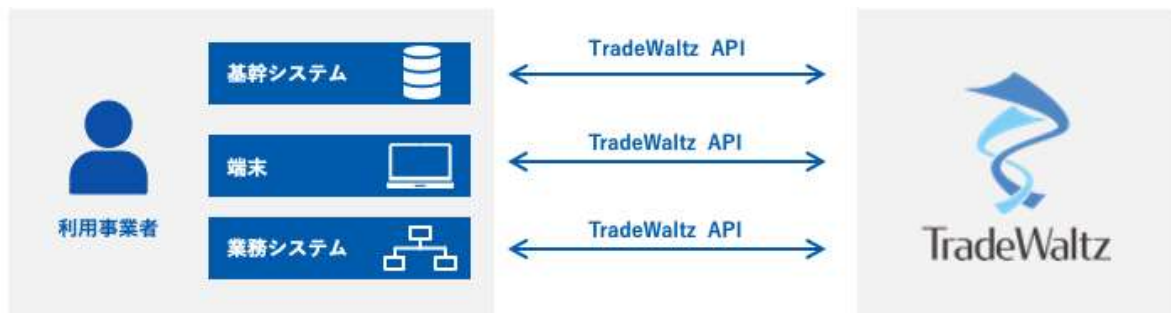 利用事業者
基幹システム
端末
業務システム
TradeWaltz API
TradeWaltz API
TradeWaltz API
TradeWaltz